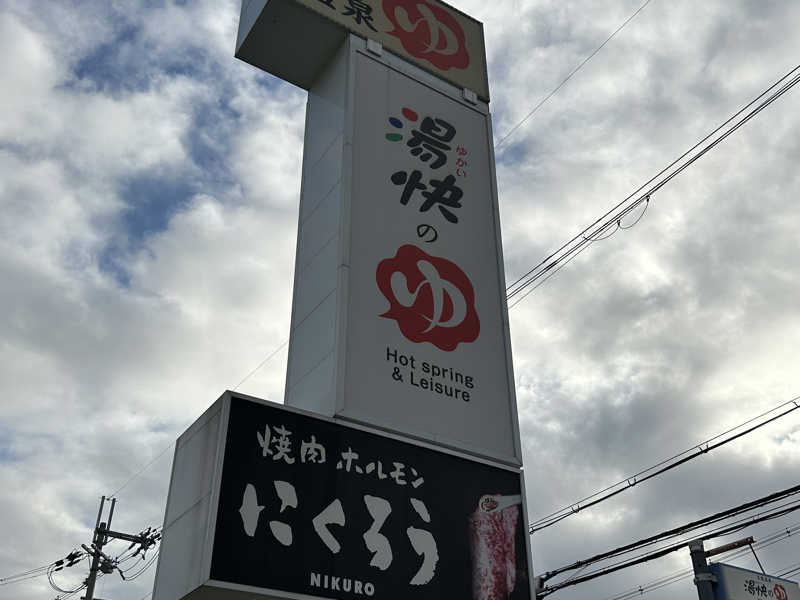 泉 ゆ
湯快
ゆかい
の
ゆ
Hot spring
& Leisure
焼肉 ホルモン
にくろう
NIKURO
湯快のゆ